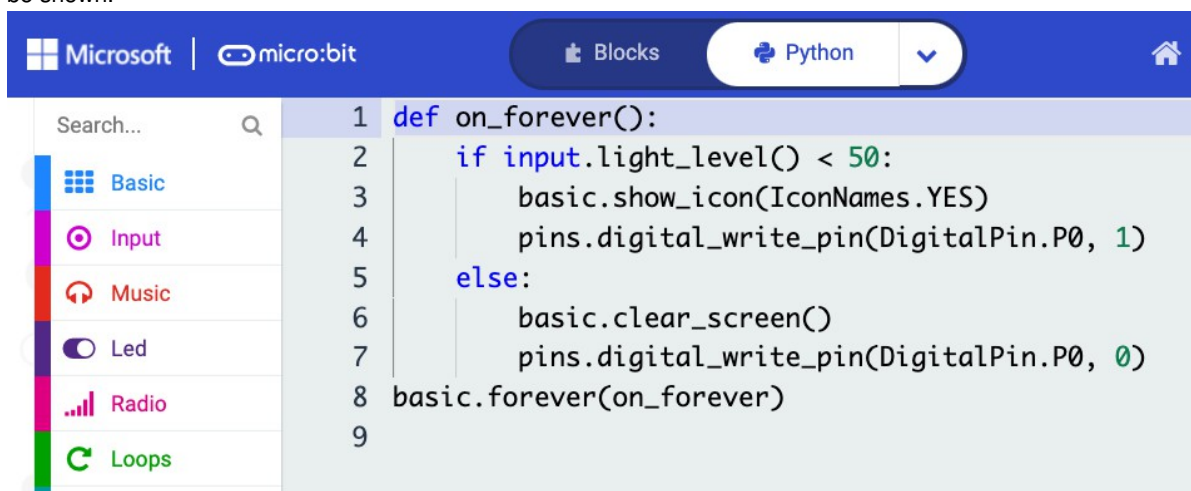 Microsoft micro:bit Blocks Python
Search...
Basic
Input
Music
Led
Radio
Loops
1 def on_forever():
2     if input.light_level() < 50:
3         basic.show_icon(IconNames.YES)
4         pins.digital_write_pin(DigitalPin.P0, 1)
5     else:
6         basic.clear_screen()
7         pins.digital_write_pin(DigitalPin.P0, 0)
8 basic.forever(on_forever)
9